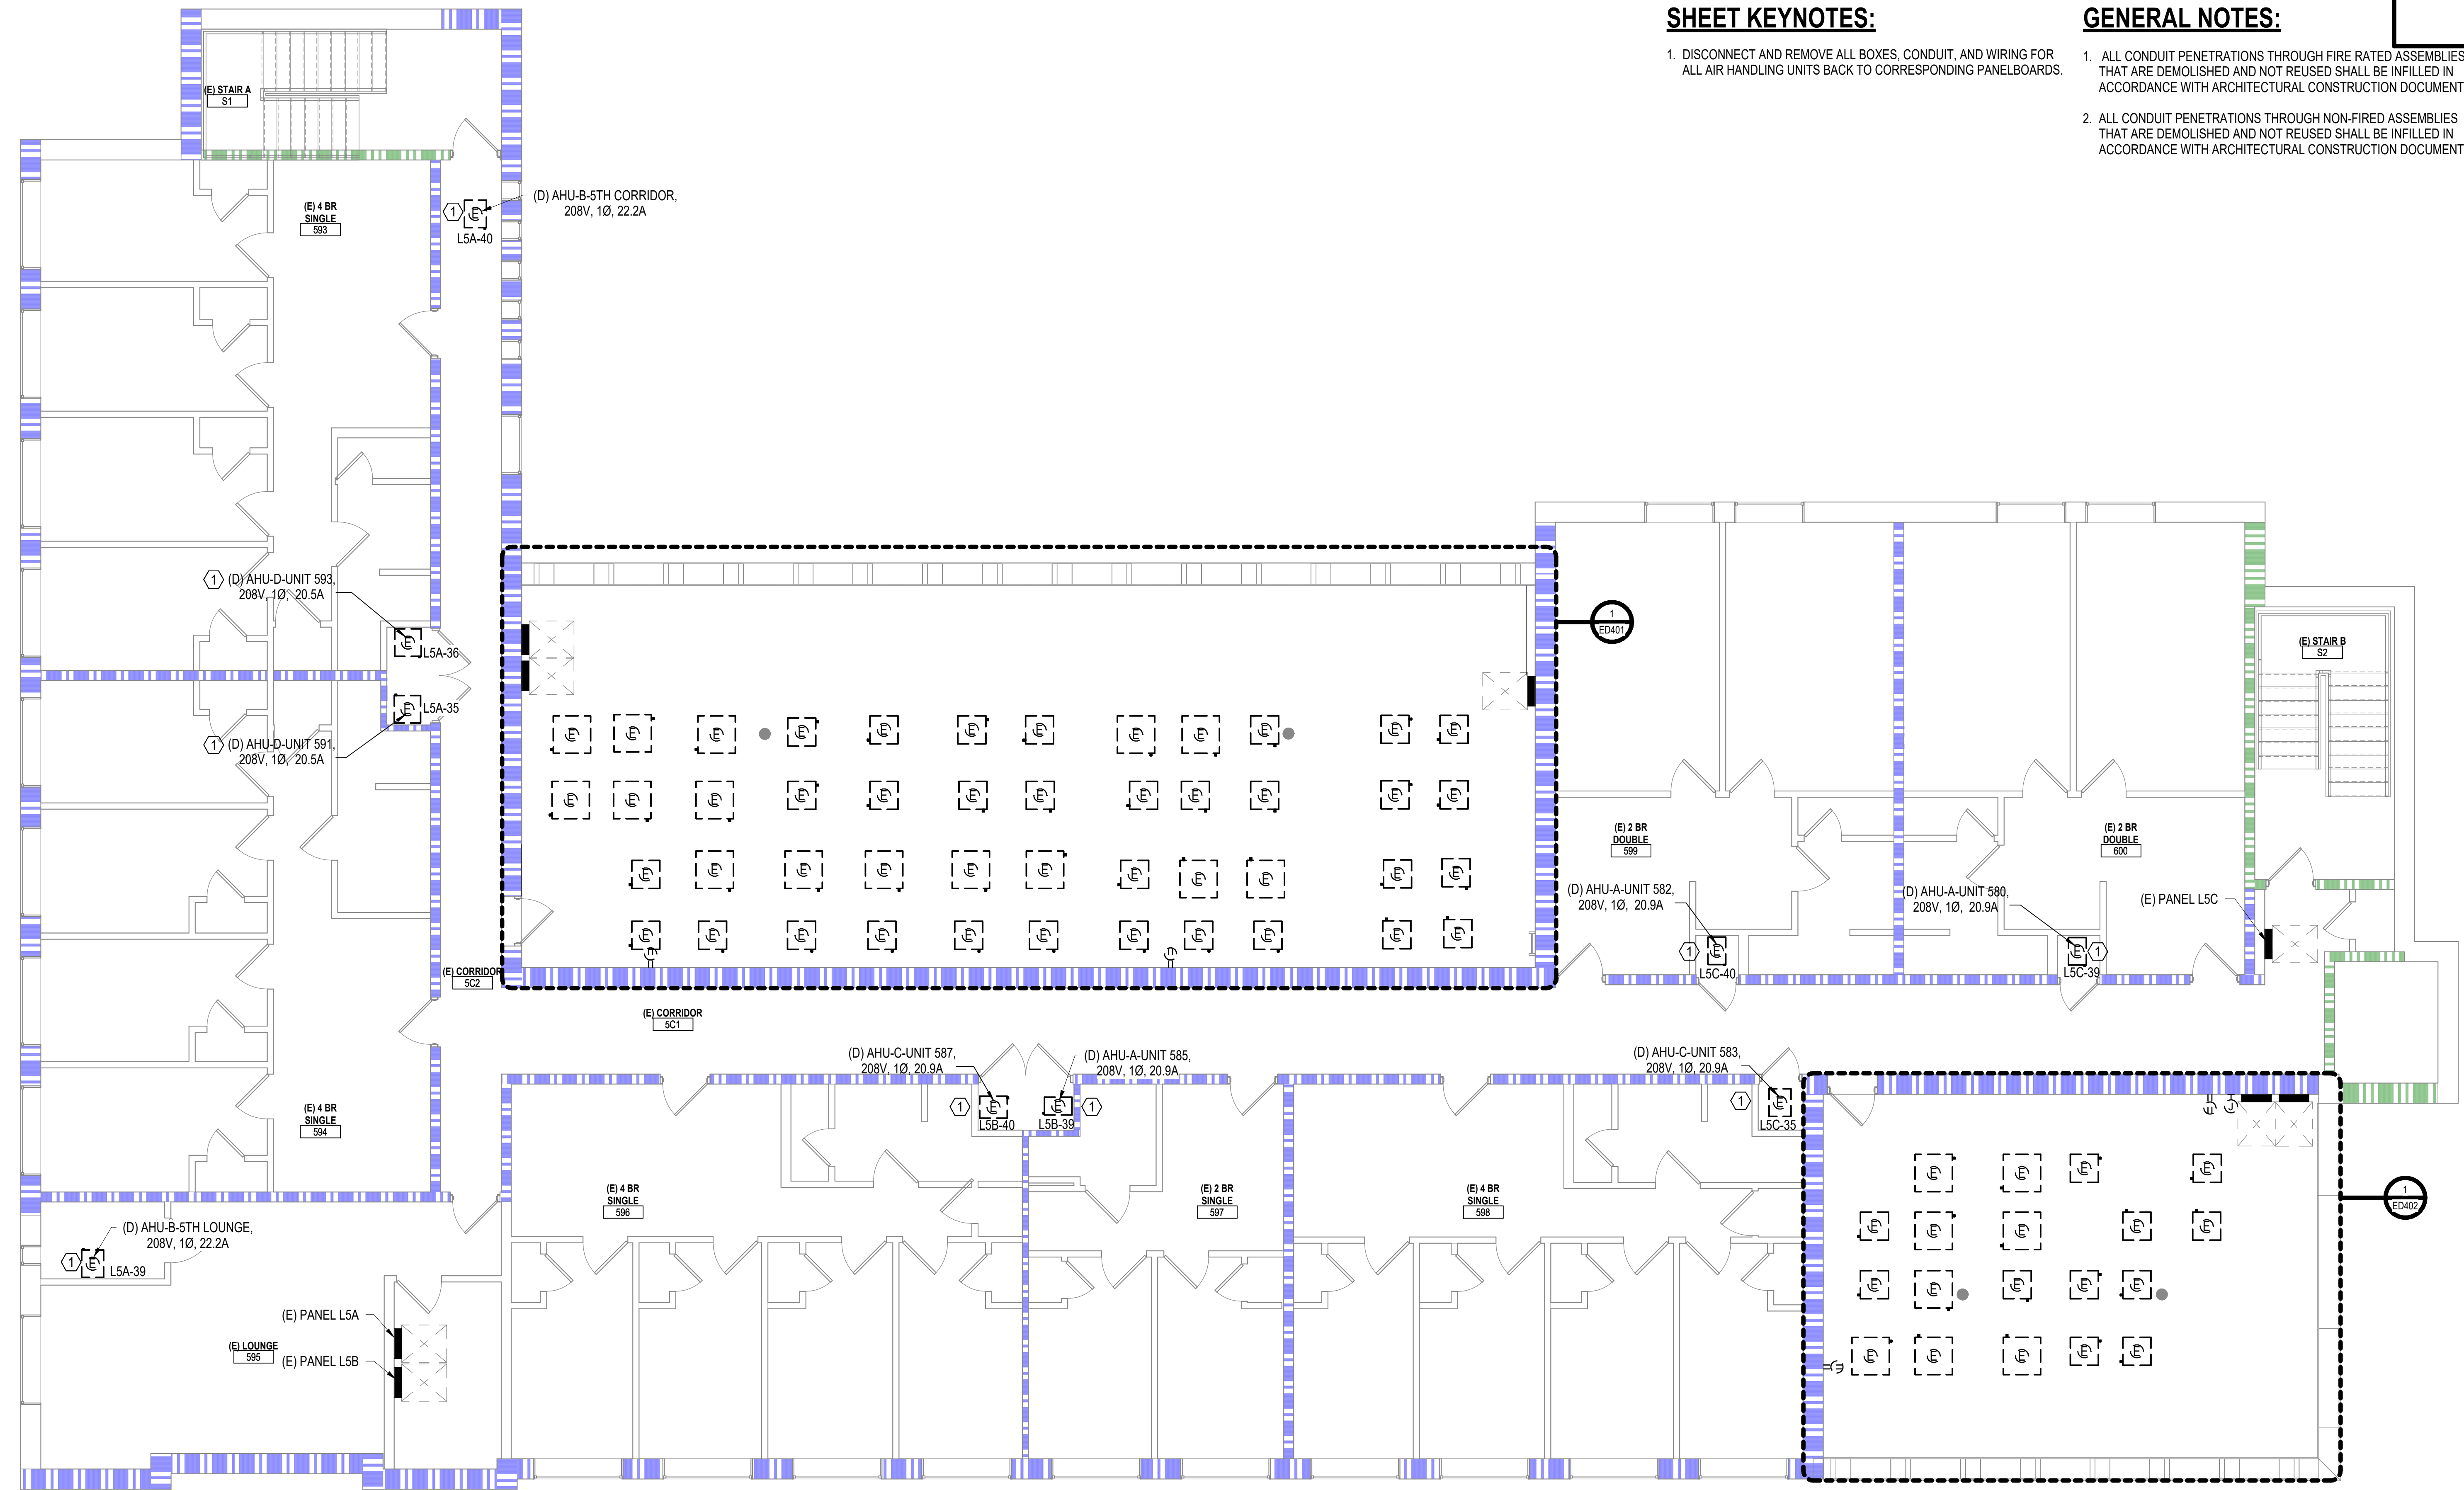 SHEET KEYNOTES:
1. DISCONNECT AND REMOVE ALL BOXES, CONDUIT, AND WIRING FOR
ALL AIR HANDLING UNITS BACK TO CORRESPONDING PANELBOARDS.
GENERAL NOTES:
1. ALL CONDUIT PENETRATIONS THROUGH FIRE RATED ASSEMBLIES
THAT ARE DEMOLISHED AND NOT REUSED SHALL BE INFILLED IN
ACCORDANCE WITH ARCHITECTURAL CONSTRUCTION DOCUMENT
2. ALL CONDUIT PENETRATIONS THROUGH NON-FIRED ASSEMBLIES
THAT ARE DEMOLISHED AND NOT REUSED SHALL BE INFILLED IN
ACCORDANCE WITH ARCHITECTURAL CONSTRUCTION DOCUMENT
(E) STAIR A
S1
(E) 4 BR
SINGLE
593
1
E
L5A-40
(D) AHU-B-5TH CORRIDOR,
208V, 1Ø, 22.2A
1
(D) AHU-D-UNIT 593,
208V, 1Ø, 20.5A
E
L5A-36
E
L5A-35
1
(D) AHU-D-UNIT 591,
208V, 1Ø, 20.5A
1
ED401
(E) STAIR B
S2
E E E E E E E E E E E E
E E E E E E E E E E E E
E E E E E E E E E E E
E E E E E E E E E E E
(E) 2 BR
DOUBLE
599
(E) 2 BR
DOUBLE
600
(D) AHU-A-UNIT 582,
208V, 1Ø, 20.9A
(D) AHU-A-UNIT 580,
208V, 1Ø, 20.9A
(E) PANEL L5C
1
E
L5C-40
E
1
L5C-39
(E) CORRIDOR
5C2
(E) CORRIDOR
5C1
(D) AHU-C-UNIT 587,
208V, 1Ø, 20.9A
(D) AHU-A-UNIT 585,
208V, 1Ø, 20.9A
(D) AHU-C-UNIT 583,
208V, 1Ø, 20.9A
1
E
L5B-40
E
1
L5B-39
1
E
L5C-35
(E) 4 BR
SINGLE
594
(E) 4 BR
SINGLE
596
(E) 2 BR
SINGLE
597
(E) 4 BR
SINGLE
598
E E E E
E E E E E
E E E E E
E E E E E
1
ED402
(D) AHU-B-5TH LOUNGE,
208V, 1Ø, 22.2A
1
E
L5A-39
(E) PANEL L5A
(E) LOUNGE
595
(E) PANEL L5B